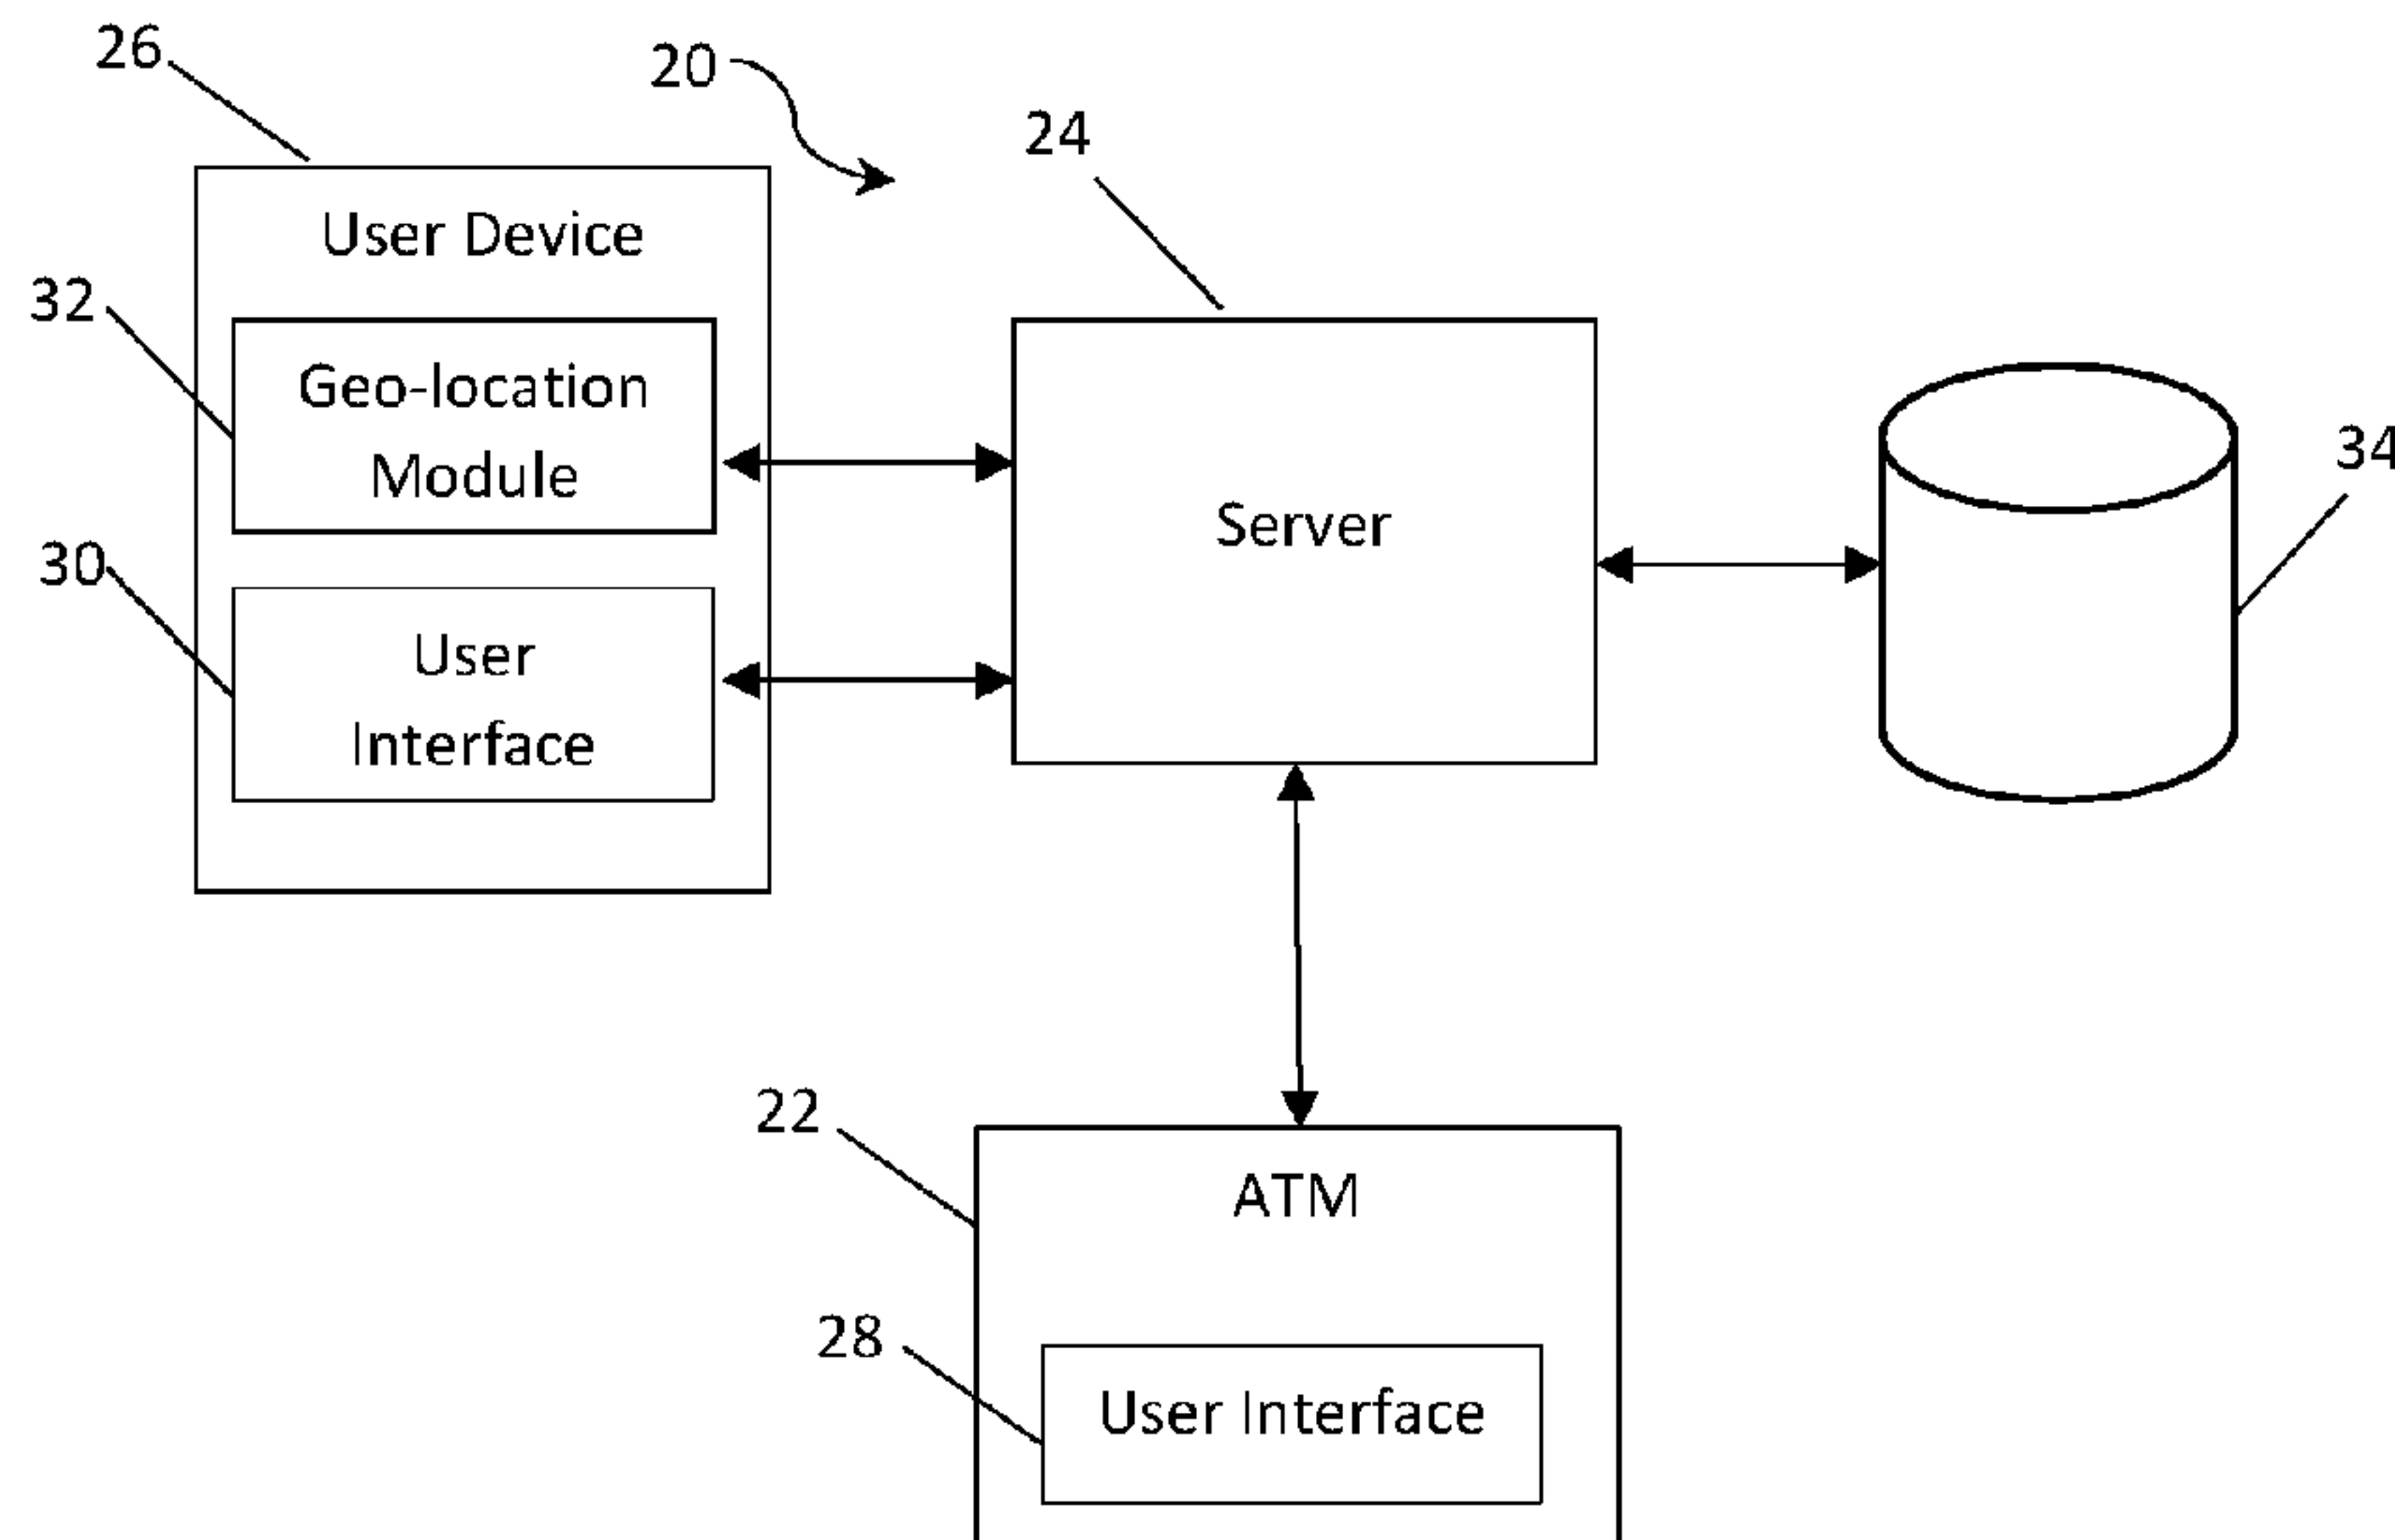 26
20
24
User Device
32
Geo-location
Module
34
Server
30
User
Interface
22
ATM
28
User Interface